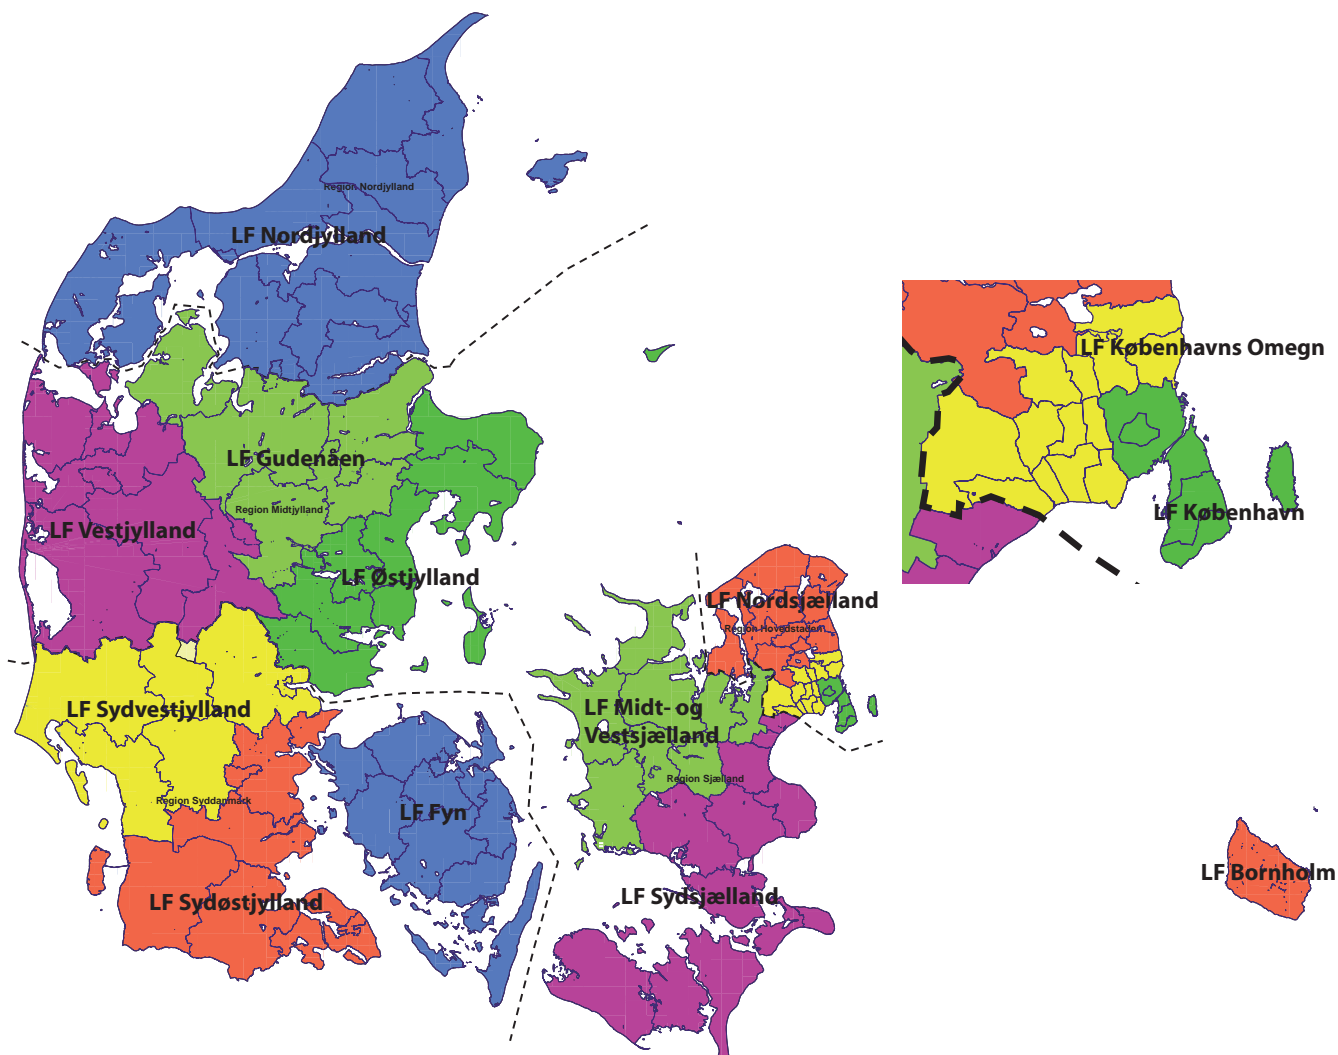 Region Nordjylland
LF Nordjylland
LF Københavns Omegn
LF Gudenåen
Region Midtjylland
LF København
LF Vestjylland
LF Østjylland
LF Nordsjælland
Region Hovedstaden
LF Sydvestjylland
LF Midt- og
Vestsjælland
Region Sjælland
Region Syddanmark
LF Fyn
LF Bornholm
LF Sydøstjylland
LF Sydsjælland